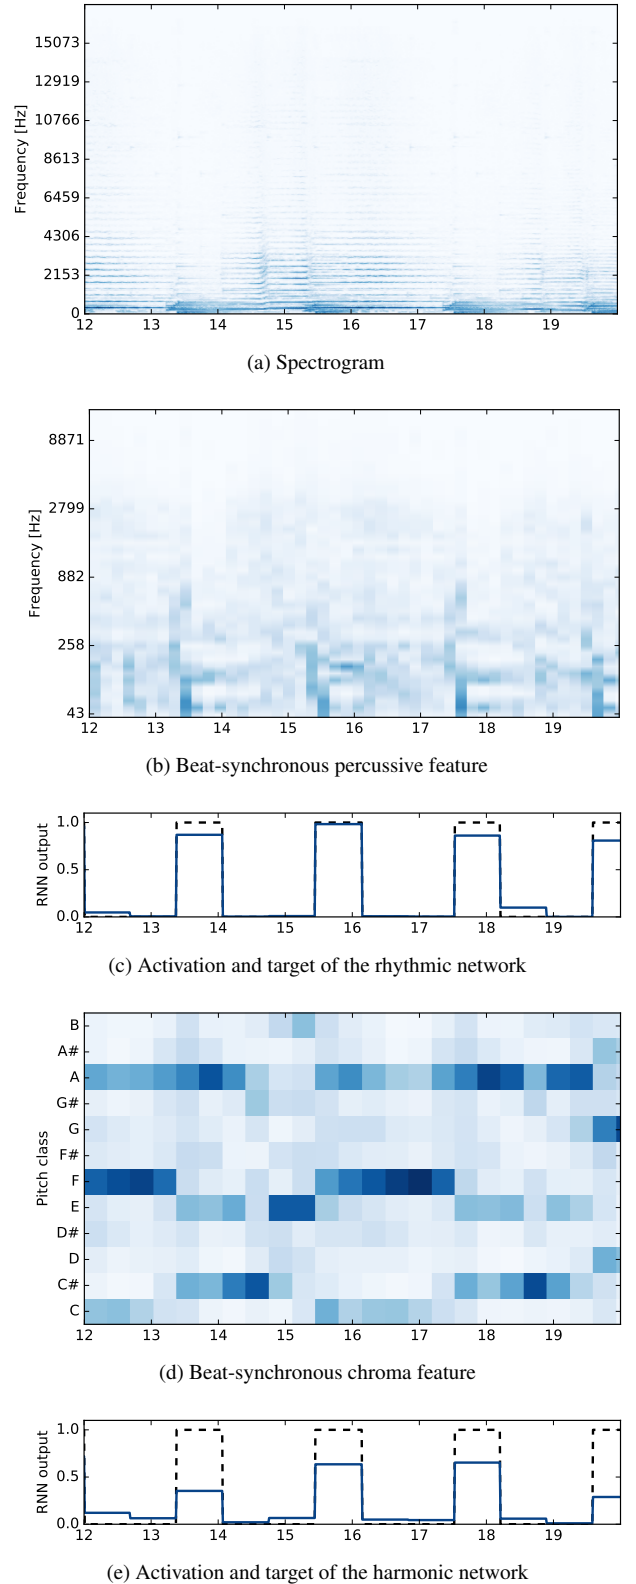 15073
12919
10766
8613
6459
4306
2153
0
Frequency [Hz]
12 13 14 15 16 17 18 19
(a) Spectrogram
8871
2799
882
258
43
Frequency [Hz]
12 13 14 15 16 17 18 19
(b) Beat-synchronous percussive feature
1.0
0.5
0.0
RNN output
12 13 14 15 16 17 18 19
(c) Activation and target of the rhythmic network
B
A#
A
G#
G
F#
F
E
D#
D
C#
C
Pitch class
12 13 14 15 16 17 18 19
(d) Beat-synchronous chroma feature
1.0
0.5
0.0
RNN output
12 13 14 15 16 17 18 19
(e) Activation and target of the harmonic network